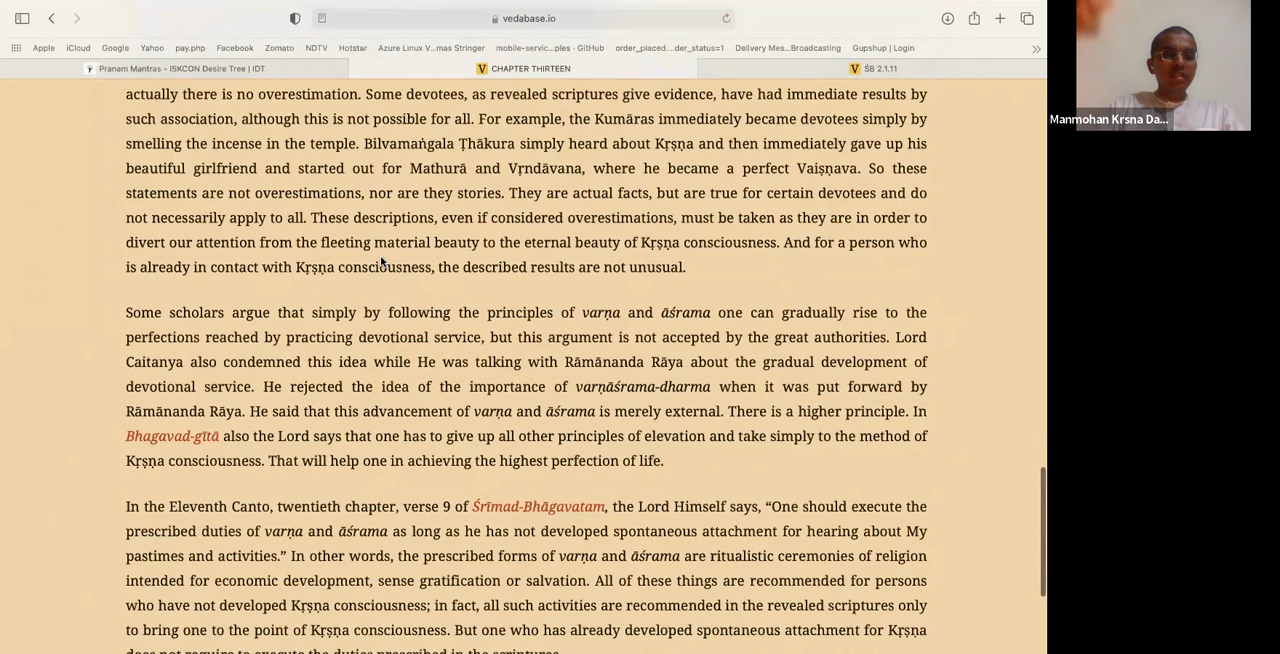 vedabase.io
Apple iCloud Google Yahoo pay.php Facebook Zomato NDTV Hotstar Azure Linux V...mas Stringer mobile-servic...ples · GitHub order_placed....der_status=1 Delivery Mes...Broadcasting Gupshup | Login
Pranam Mantras - ISKCON Desire Tree | IDT
CHAPTER THIRTEEN
ŚB 2.1.11
actually there is no overestimation. Some devotees, as revealed scriptures give evidence, have had immediate results by
such association, although this is not possible for all. For example, the Kumāras immediately became devotees simply by
smelling the incense in the temple. Bilvamaṅgala Ṭhākura simply heard about Kṛṣṇa and then immediately gave up his
beautiful girlfriend and started out for Mathurā and Vṛndāvana, where he became a perfect Vaiṣṇava. So these
statements are not overestimations, nor are they stories. They are actual facts, but are true for certain devotees and do
not necessarily apply to all. These descriptions, even if considered overestimations, must be taken as they are in order to
divert our attention from the fleeting material beauty to the eternal beauty of Kṛṣṇa consciousness. And for a person who
is already in contact with Kṛṣṇa consciousness, the described results are not unusual.
Some scholars argue that simply by following the principles of varṇa and āśrama one can gradually rise to the
perfections reached by practicing devotional service, but this argument is not accepted by the great authorities. Lord
Caitanya also condemned this idea while He was talking with Rāmānanda Rāya about the gradual development of
devotional service. He rejected the idea of the importance of varṇāśrama-dharma when it was put forward by
Rāmānanda Rāya. He said that this advancement of varṇa and āśrama is merely external. There is a higher principle. In
Bhagavad-gītā also the Lord says that one has to give up all other principles of elevation and take simply to the method of
Kṛṣṇa consciousness. That will help one in achieving the highest perfection of life.
In the Eleventh Canto, twentieth chapter, verse 9 of Śrīmad-Bhāgavatam, the Lord Himself says, “One should execute the
prescribed duties of varṇa and āśrama as long as he has not developed spontaneous attachment for hearing about My
pastimes and activities.” In other words, the prescribed forms of varṇa and āśrama are ritualistic ceremonies of religion
intended for economic development, sense gratification or salvation. All of these things are recommended for persons
who have not developed Kṛṣṇa consciousness; in fact, all such activities are recommended in the revealed scriptures only
to bring one to the point of Kṛṣṇa consciousness. But one who has already developed spontaneous attachment for Kṛṣṇa
does not require to execute the duties prescribed in the scriptures.
Manmohan Krsna Da...